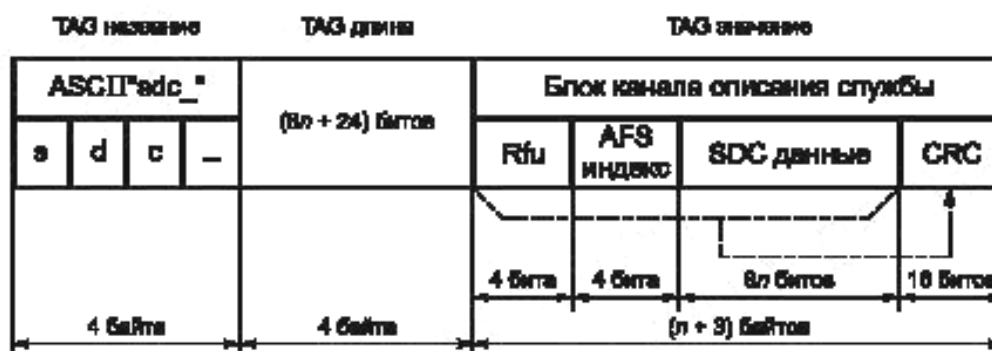 TAG название TAG длина TAG значение
ASCII"sdc_" Блок канала описания службы
(8n + 24) битов
s d c _ Rfu AFS индекс SDC данные CRC
4 бита 4 бита 8n битов 16 битов
4 байта 4 байта (n + 3) байтов